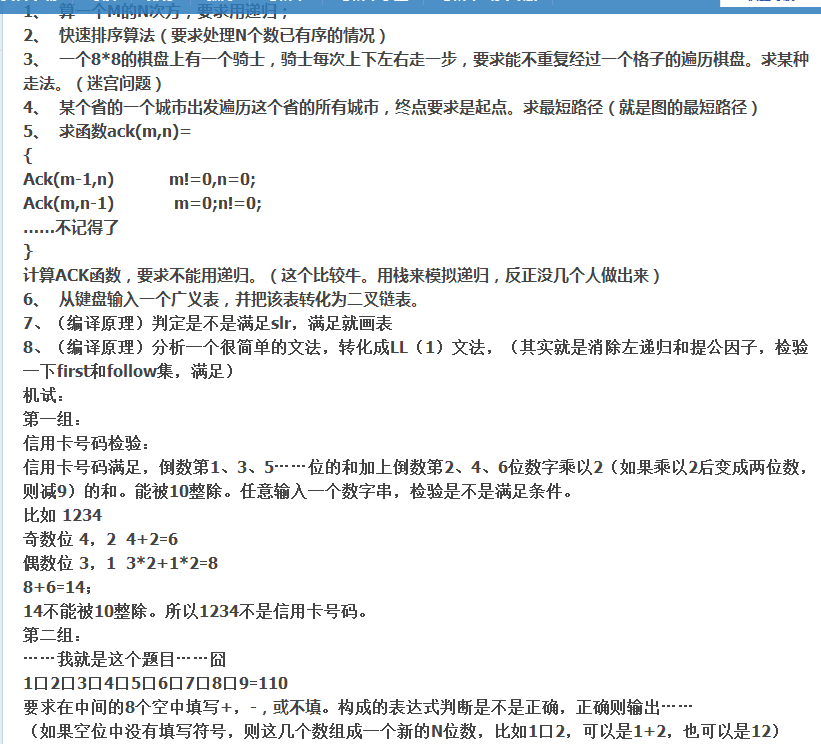 1、 算一个M的N次方，要求用递归；
2、 快速排序算法（要求处理N个数已有序的情况）
3、 一个8*8的棋盘上有一个骑士，骑士每次上下左右走一步，要求能不重复经过一个格子的遍历棋盘。求某种
走法。（迷宫问题）
4、 某个省的一个城市出发遍历这个省的所有城市，终点要求是起点。求最短路径（就是图的最短路径）
5、 求函数ack(m,n)=
{
Ack(m-1,n) m!=0,n=0;
Ack(m,n-1) m=0;n!=0;
……不记得了
}
计算ACK函数，要求不能用递归。（这个比较牛。用栈来模拟递归，反正没几个人做出来）
6、 从键盘输入一个广义表，并把该表转化为二叉链表。
7、（编译原理）判定是不是满足slr，满足就画表
8、（编译原理）分析一个很简单的文法，转化成LL（1）文法，（其实就是消除左递归和提公因子，检验
一下first和follow集，满足）
机试：
第一组：
信用卡号码检验：
信用卡号码满足，倒数第1、3、5……位的和加上倒数第2、4、6位数字乘以2（如果乘以2后变成两位数，
则减9）的和。能被10整除。任意输入一个数字串，检验是不是满足条件。
比如 1234
奇数位 4，2 4+2=6
偶数位 3，1 3*2+1*2=8
8+6=14；
14不能被10整除。所以1234不是信用卡号码。
第二组：
……我就是这个题目……囧
1口2口3口4口5口6口7口8口9=110
要求在中间的8个空中填写+，-，或不填。构成的表达式判断是不是正确，正确则输出……
（如果空位中没有填写符号，则这几个数组成一个新的N位数，比如1口2，可以是1+2，也可以是12）